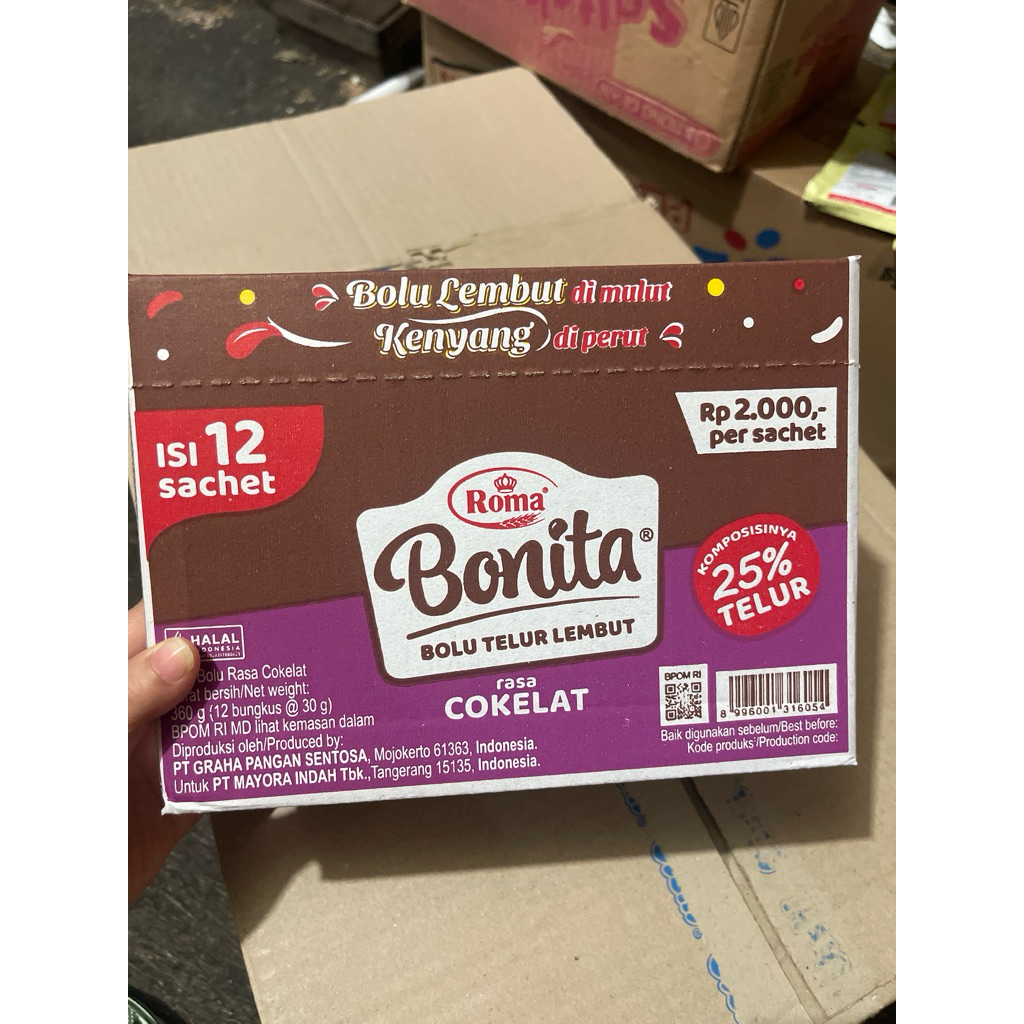 Bolu Lembut di mulut
Kenyang di perut
ISI 12
sachet
Rp 2.000,-
per sachet
Roma®
Bonita®
BOLU TELUR LEMBUT
KOMPOSISINYA
25%
TELUR
rasa
COKELAT
HALAL
Bolu Rasa Cokelat
bersih/Net weight:
360 g (12 bungkus @ 30 g)
BPOM RI MD lihat kemasan dalam
Diproduksi oleh/Produced by:
PT GRAHA PANGAN SENTOSA, Mojokerto 61363, Indonesia.
Untuk PT MAYORA INDAH Tbk.,Tangerang 15135, Indonesia.
BPOM RI
8 996001 316054
Baik digunakan sebelum/Best before:
Kode produksi/Production code: